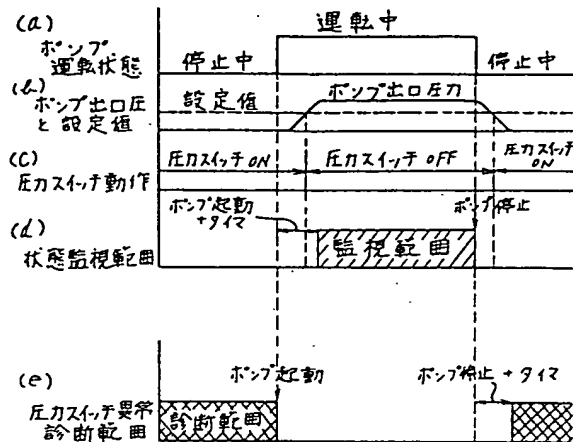 (a)
運転中
ポンプ
運転状態
停止中
停止中
(b)
設定値
ポンプ出口圧力
ポンプ出口圧
と設定値
(c)
圧力スイッチON
圧力スイッチOFF
圧力スイッチ
ON
圧力スイッチ動作
ポンプ起動
+タイマ
ポンプ停止
(d)
監視範囲
状態監視範囲
(e)
ポンプ起動
ポンプ停止+タイマ
圧力スイッチ異常
診断範囲
診断範囲